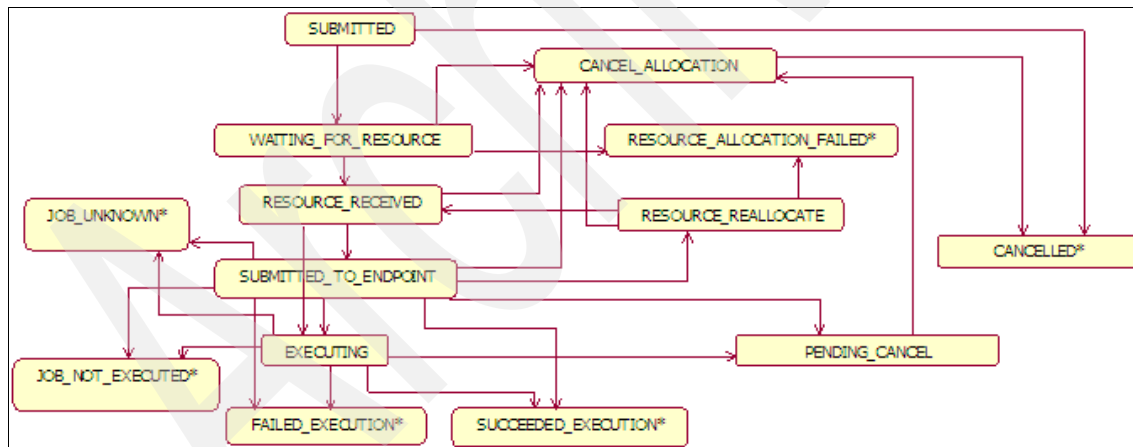 SUBMITTED
CANCEL_ALLOCATION
WAITING_FOR_RESOURCE
RESOURCE_ALLOCATION_FAILED*
RESOURCE_RECEIVED
RESOURCE_REALLOCATE
JOB_UNKNOWN*
CANCELLED*
SUBMITTED_TO_ENDPOINT
EXECUTING
PENDING_CANCEL
JOB_NOT_EXECUTED*
FAILED_EXECUTION*
SUCCEEDED_EXECUTION*